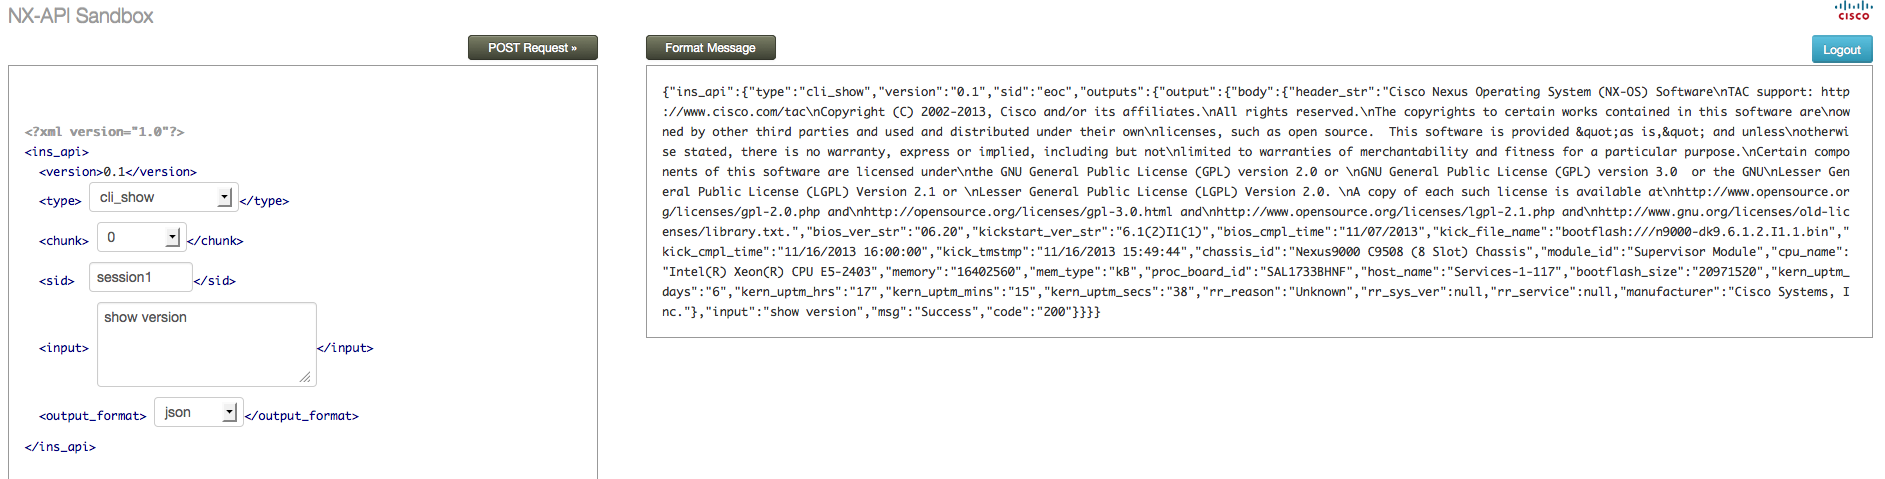 NX-API Sandbox
CISCO
POST Request »
Format Message
Logout
<?xml version="1.0"?>
<ins_api>
<version>0.1</version>
<type> cli_show </type>
<chunk> 0 </chunk>
<sid> session1 </sid>
<input> show version </input>
<output_format> json </output_format>
</ins_api>
{"ins_api":{"type":"cli_show","version":"0.1","sid":"eoc","outputs":{"output":{"body":{"header_str":"Cisco Nexus Operating System (NX-OS) Software\nTAC support: http
://www.cisco.com/tac\nCopyright (C) 2002-2013, Cisco and/or its affiliates.\nAll rights reserved.\nThe copyrights to certain works contained in this software are\now
ned by other third parties and used and distributed under their own\nlicenses, such as open source.  This software is provided &quot;as is,&quot; and unless\notherwi
se stated, there is no warranty, express or implied, including but not\nlimited to warranties of merchantability and fitness for a particular purpose.\nCertain compo
nents of this software are licensed under\nthe GNU General Public License (GPL) version 2.0 or \nGNU General Public License (GPL) version 3.0  or the GNU\nLesser Gen
eral Public License (LGPL) Version 2.1 or \nLesser General Public License (LGPL) Version 2.0. \nA copy of each such license is available at\nhttp://www.opensource.or
g/licenses/gpl-2.0.php and\nhttp://opensource.org/licenses/gpl-3.0.html and\nhttp://www.opensource.org/licenses/lgpl-2.1.php and\nhttp://www.gnu.org/licenses/old-lic
enses/library.txt.","bios_ver_str":"06.20","kickstart_ver_str":"6.1(2)I1(1)","bios_cmpl_time":"11/07/2013","kick_file_name":"bootflash:///n9000-dk9.6.1.2.I1.1.bin","
kick_cmpl_time":"11/16/2013 16:00:00","kick_tmstmp":"11/16/2013 15:49:44","chassis_id":"Nexus9000 C9508 (8 Slot) Chassis","module_id":"Supervisor Module","cpu_name":
"Intel(R) Xeon(R) CPU E5-2403","memory":"16402560","mem_type":"kB","proc_board_id":"SAL1733BHNF","host_name":"Services-1-117","bootflash_size":"20971520","kern_uptm_
days":"6","kern_uptm_hrs":"17","kern_uptm_mins":"15","kern_uptm_secs":"38","rr_reason":"Unknown","rr_sys_ver":null,"rr_service":null,"manufacturer":"Cisco Systems, I
nc."},"input":"show version","msg":"Success","code":"200"}}}}